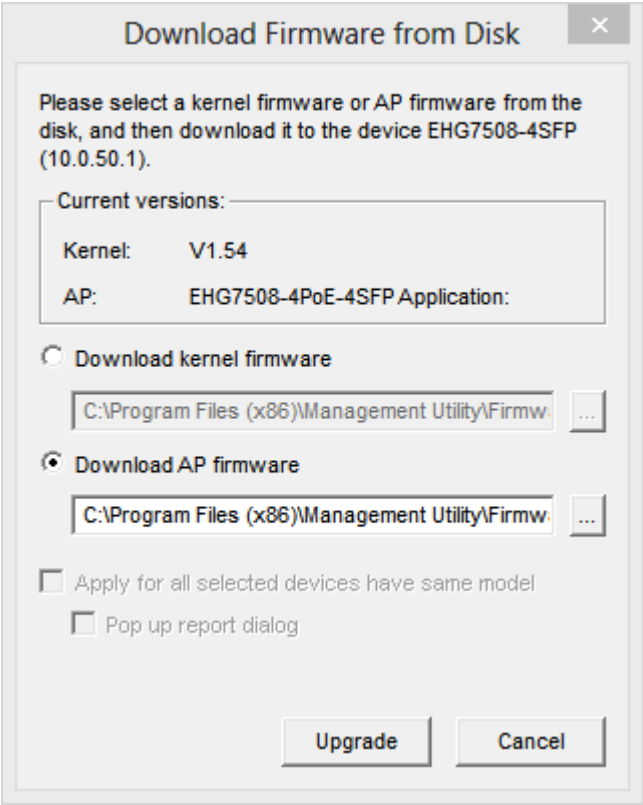 Download Firmware from Disk
Please select a kernel firmware or AP firmware from the
disk, and then download it to the device EHG7508-4SFP
(10.0.50.1).
Current versions:
Kernel: V1.54
AP: EHG7508-4PoE-4SFP Application:
Download kernel firmware
C:\Program Files (x86)\Management Utility\Firmw ...
Download AP firmware
C:\Program Files (x86)\Management Utility\Firmw ...
Apply for all selected devices have same model
Pop up report dialog
Upgrade Cancel